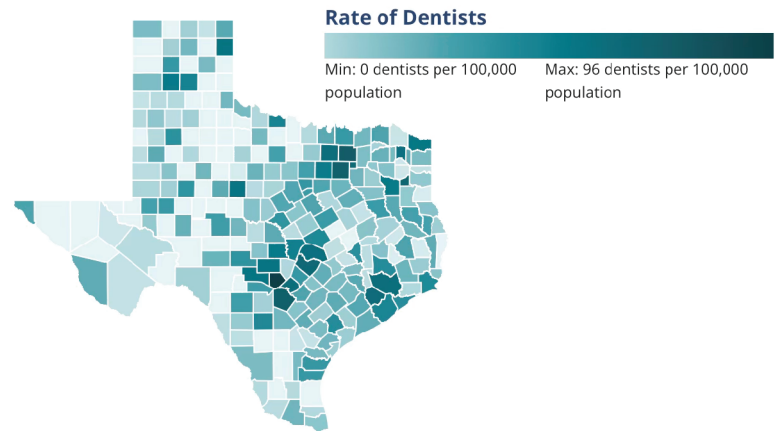 Rate of Dentists
Min: 0 dentists per 100,000 population
Max: 96 dentists per 100,000 population